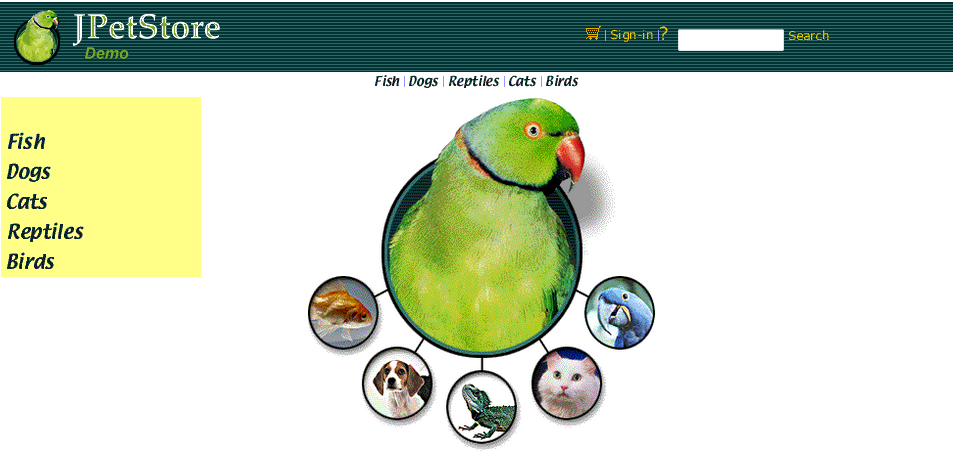 JPetStore
Demo
| Sign-in |? Search
Fish | Dogs | Reptiles | Cats | Birds
Fish
Dogs
Cats
Reptiles
Birds